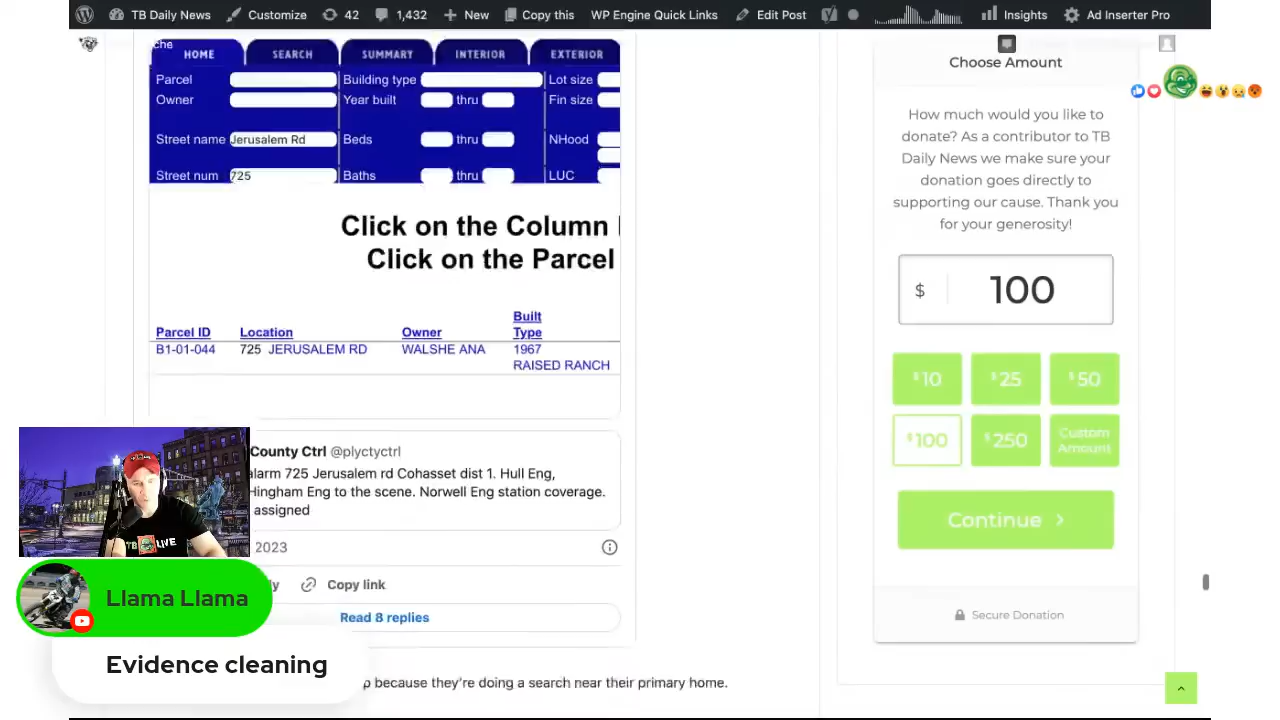 TB Daily News Customize 42 1,432 New Copy this WP Engine Quick Links Edit Post Insights Ad Inserter Pro
che
HOME SEARCH SUMMARY INTERIOR EXTERIOR
Parcel Building type Lot size
Owner Year built thru Fin size
Street name Jerusalem Rd Beds thru NHood
Street num 725 Baths thru LUC
Click on the Column
Click on the Parcel
Built
Parcel ID Location Owner Type
B1-01-044 725 JERUSALEM RD WALSHE ANA 1967
RAISED RANCH
County Ctrl @plyctyctrl
alarm 725 Jerusalem rd Cohasset dist 1. Hull Eng,
Hingham Eng to the scene. Norwell Eng station coverage.
assigned
2023
ly Copy link
Read 8 replies
p because they're doing a search near their primary home.
TB LIVE
Llama Llama
Evidence cleaning
Choose Amount
How much would you like to
donate? As a contributor to TB
Daily News we make sure your
donation goes directly to
supporting our cause. Thank you
for your generosity!
$ 100
$10 $25 $50
$100 $250 Custom
Amount
Continue
Secure Donation